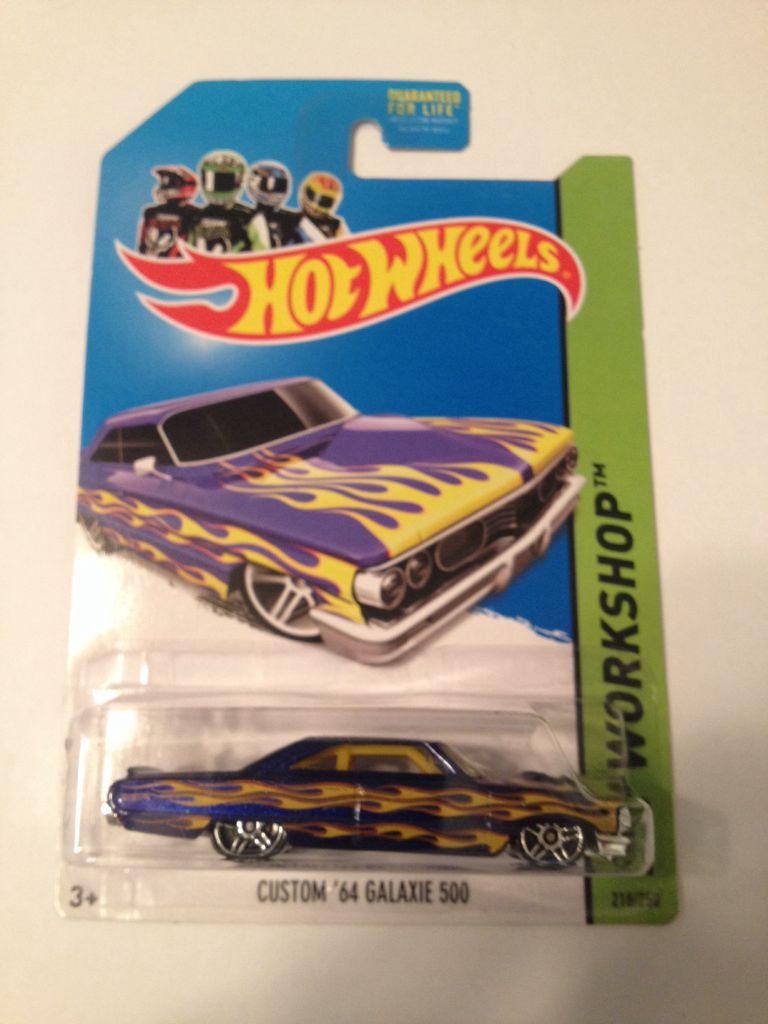 GUARANTEED
FOR LIFE
HOT WHEELS
WORKSHOP™
3+
CUSTOM '64 GALAXIE 500